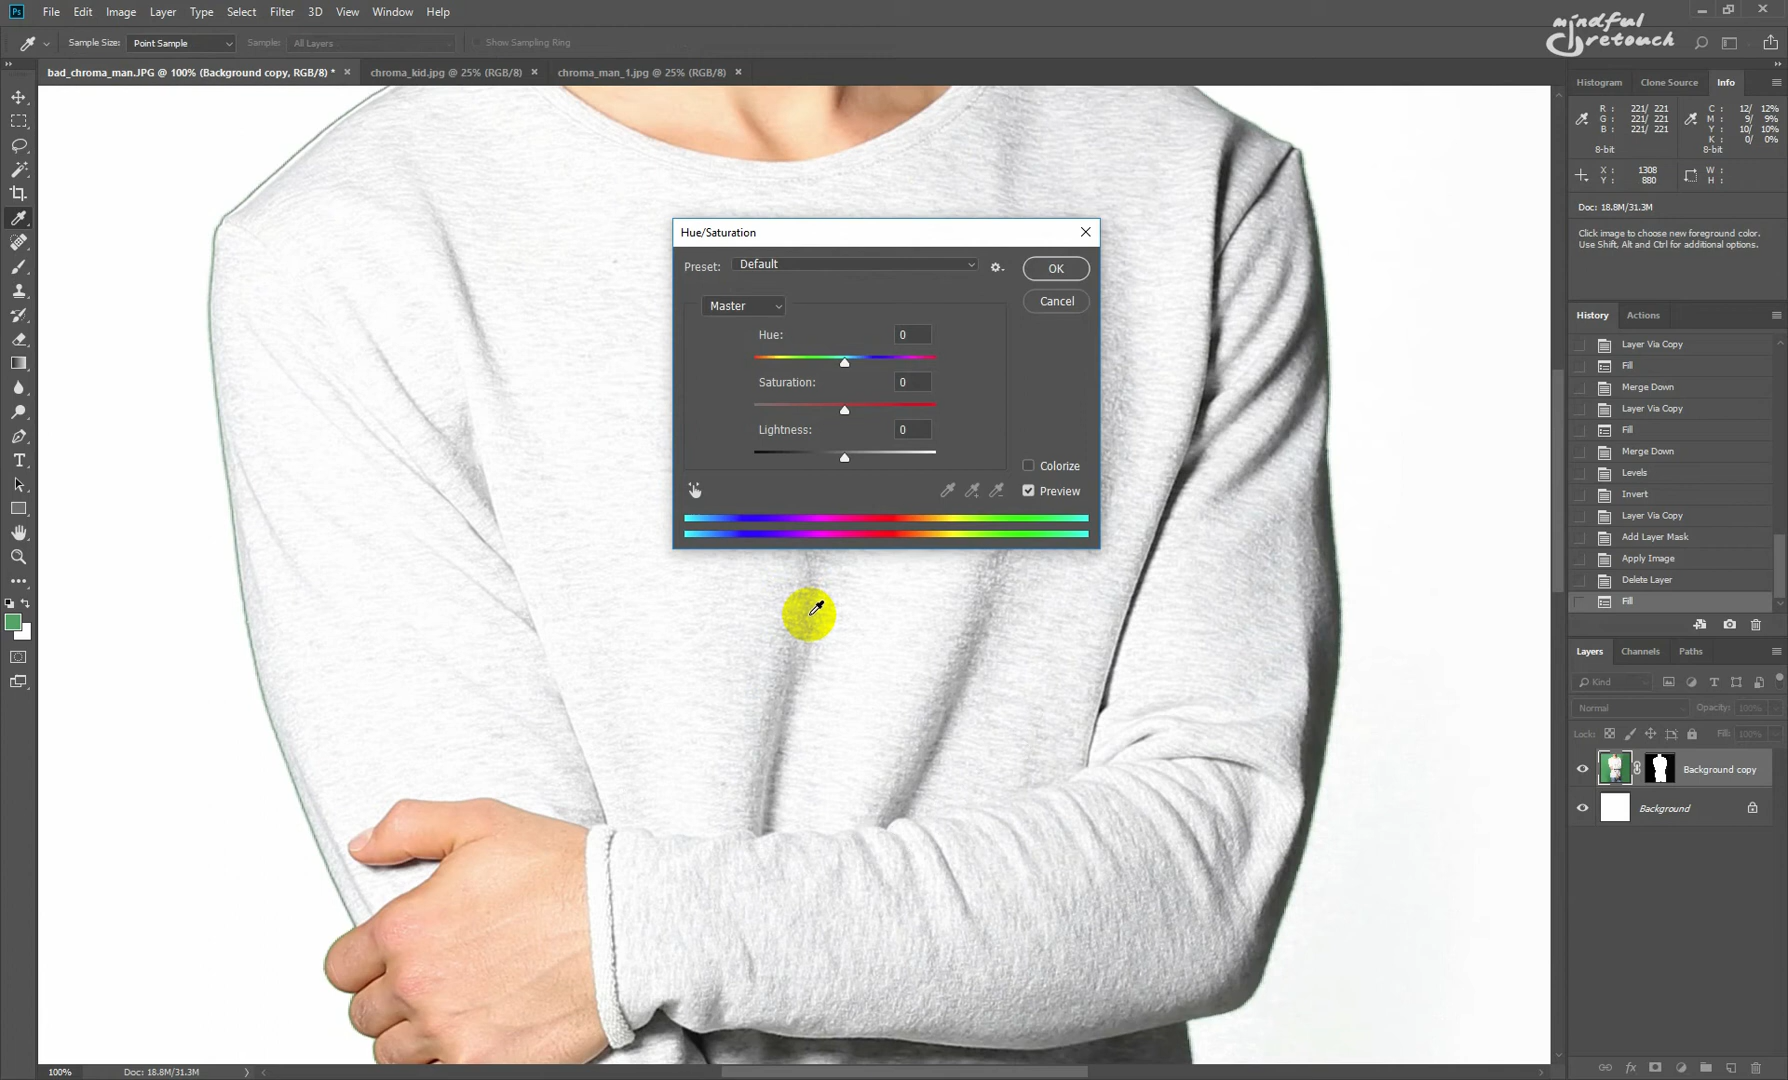 Ps File Edit Image Layer Type Select Filter 3D View Window Help
mindful retouch
Sample Size: Point Sample Sample: All Layers Show Sampling Ring
bad_chroma_man.JPG @ 100% (Background copy, RGB/8) * × chroma_kid.jpg @ 25% (RGB/8) × chroma_man_1.jpg @ 25% (RGB/8) ×
Histogram Clone Source Info
R : 221/ 221 C : 12/ 12%
G : 221/ 221 M : 9/ 9%
B : 221/ 221 Y : 10/ 10%
K : 0/ 0%
8-bit 8-bit
X : 1308 W :
Y : 880 H :
Doc: 18.8M/31.3M
Click image to choose new foreground color.
Use Shift, Alt and Ctrl for additional options.
Hue/Saturation
Preset: Default
OK
Master
Cancel
Hue: 0
Saturation: 0
Lightness: 0
Colorize
Preview
History Actions
Layer Via Copy
Fill
Merge Down
Layer Via Copy
Fill
Merge Down
Levels
Invert
Layer Via Copy
Add Layer Mask
Apply Image
Delete Layer
Fill
Layers Channels Paths
Kind
Normal Opacity: 100%
Lock: Fill: 100%
Background copy
Background
100% Doc: 18.8M/31.3M